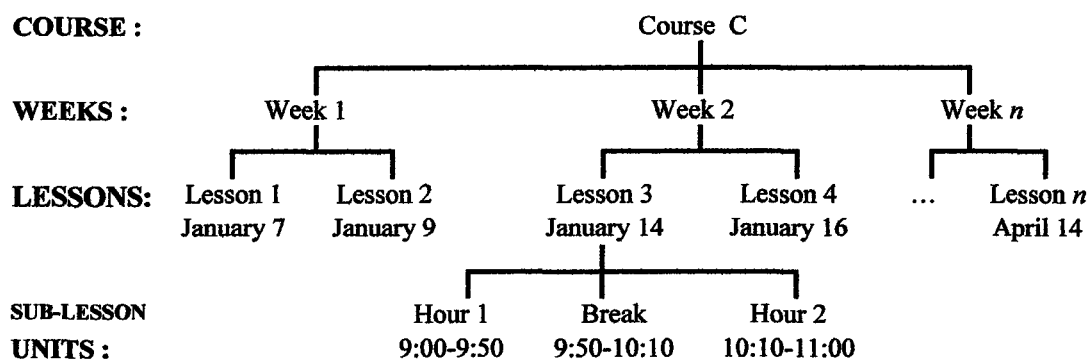 COURSE : Course C
WEEKS : Week 1 Week 2 Week n
LESSONS: Lesson 1 Lesson 2 Lesson 3 Lesson 4 ... Lesson n
January 7 January 9 January 14 January 16 April 14
SUB-LESSON Hour 1 Break Hour 2
UNITS : 9:00-9:50 9:50-10:10 10:10-11:00